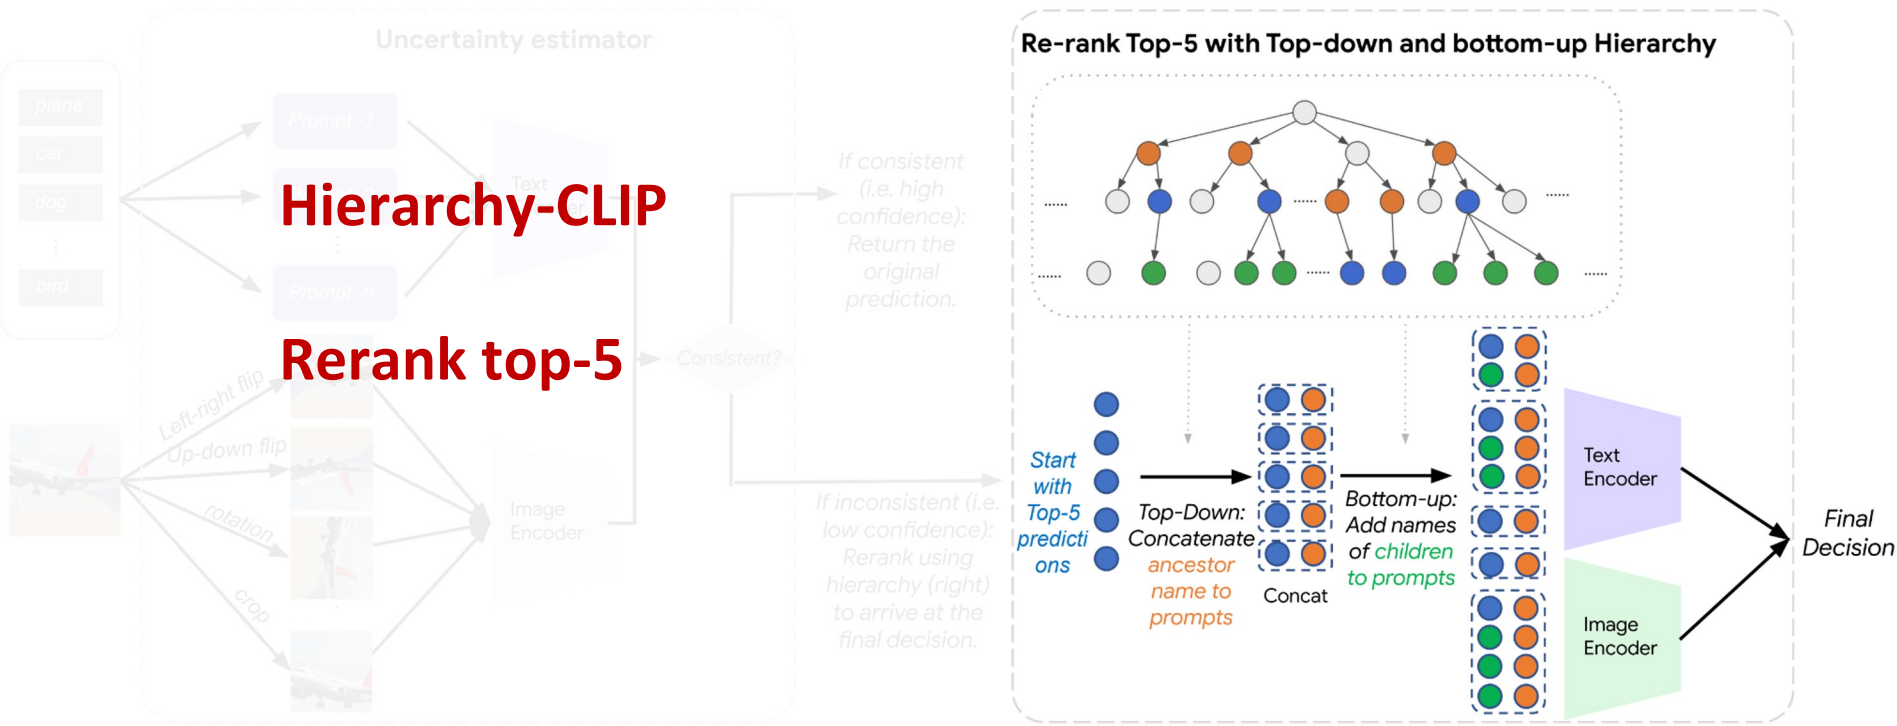 Uncertainty estimator
plane
car
dog
bird
Prompt -1
Prompt -n
Text
Hierarchy-CLIP
Rerank top-5
Left-right flip
Up-down flip
rotation
crop
Image
Encoder
Consistent?
If consistent
(i.e. high
confidence):
Return the
original
prediction.
If inconsistent (i.e.
low confidence):
Rerank using
hierarchy (right)
to arrive at the
final decision.
Re-rank Top-5 with Top-down and bottom-up Hierarchy
Start
with
Top-5
predicti
ons
Top-Down:
Concatenate
ancestor
name to
prompts
Concat
Bottom-up:
Add names
of children
to prompts
Text
Encoder
Image
Encoder
Final
Decision